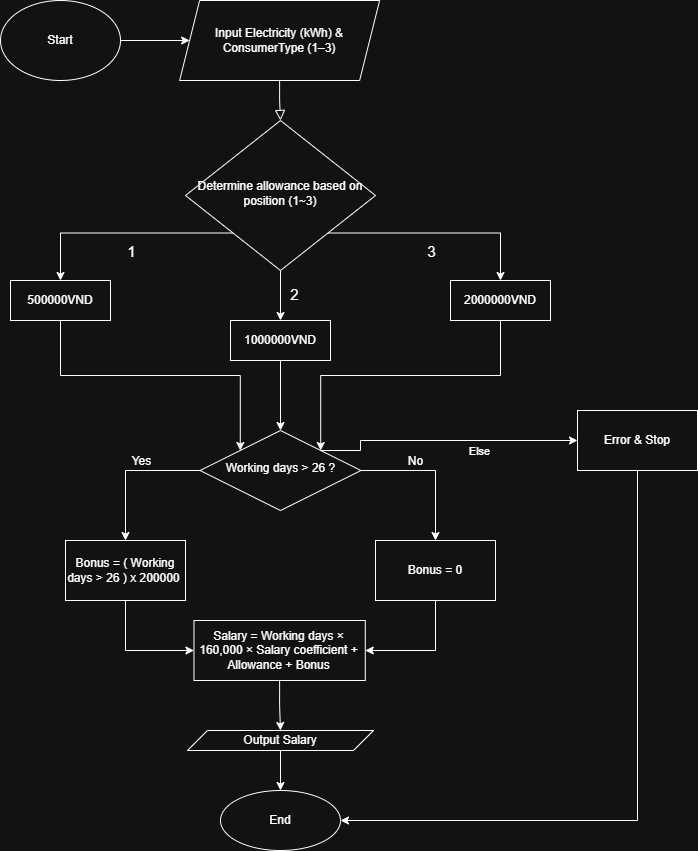 Start
Input Electricity (kWh) &
ConsumerType (1–3)
Determine allowance based on
position (1~3)
1
2
3
500000VND
1000000VND
2000000VND
Working days > 26 ?
Yes
No
Else
Error & Stop
Bonus = ( Working
days > 26 ) x 200000
Bonus = 0
Salary = Working days ×
160,000 × Salary coefficient +
Allowance + Bonus
Output Salary
End